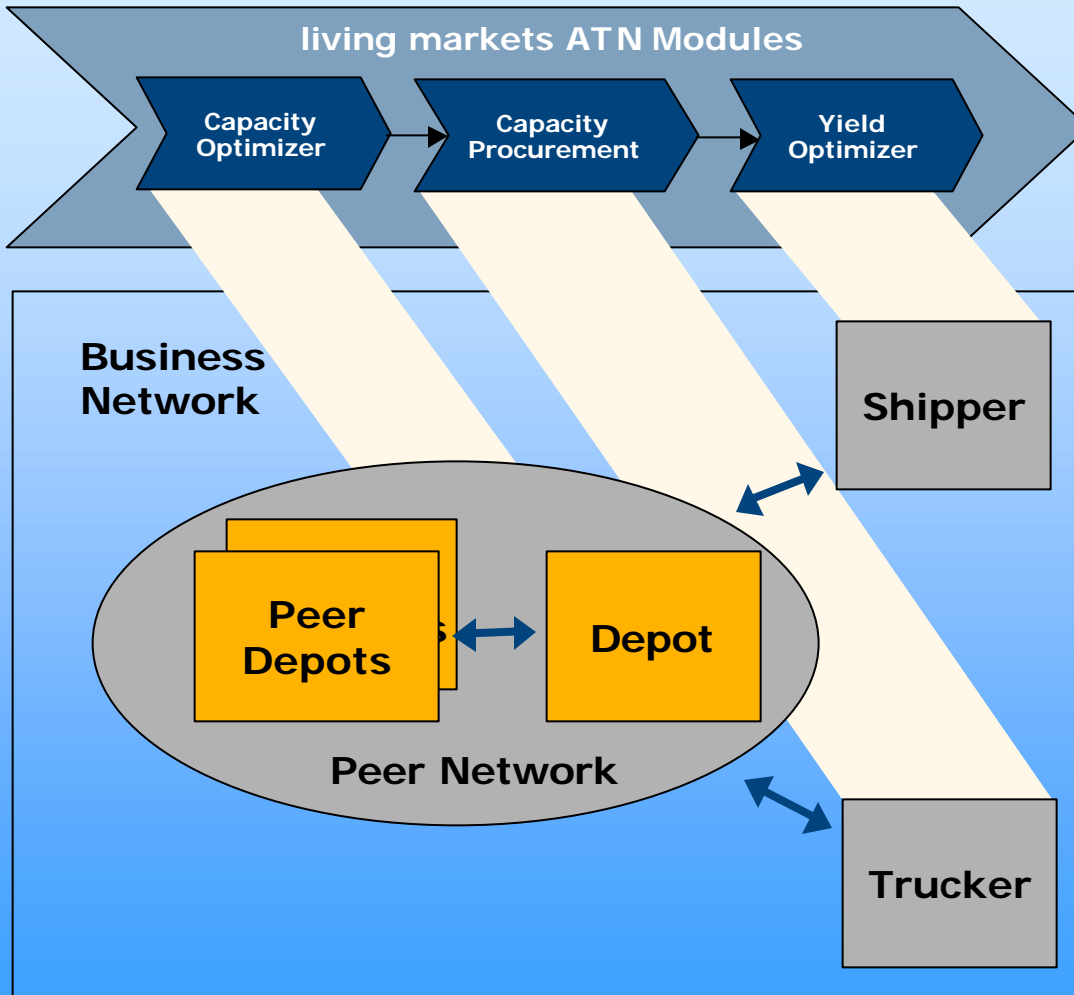 living markets ATN Modules
Capacity
Optimizer
Capacity
Procurement
Yield
Optimizer
Business
Network
Shipper
Peer
Depots
s
Depot
Peer Network
Trucker